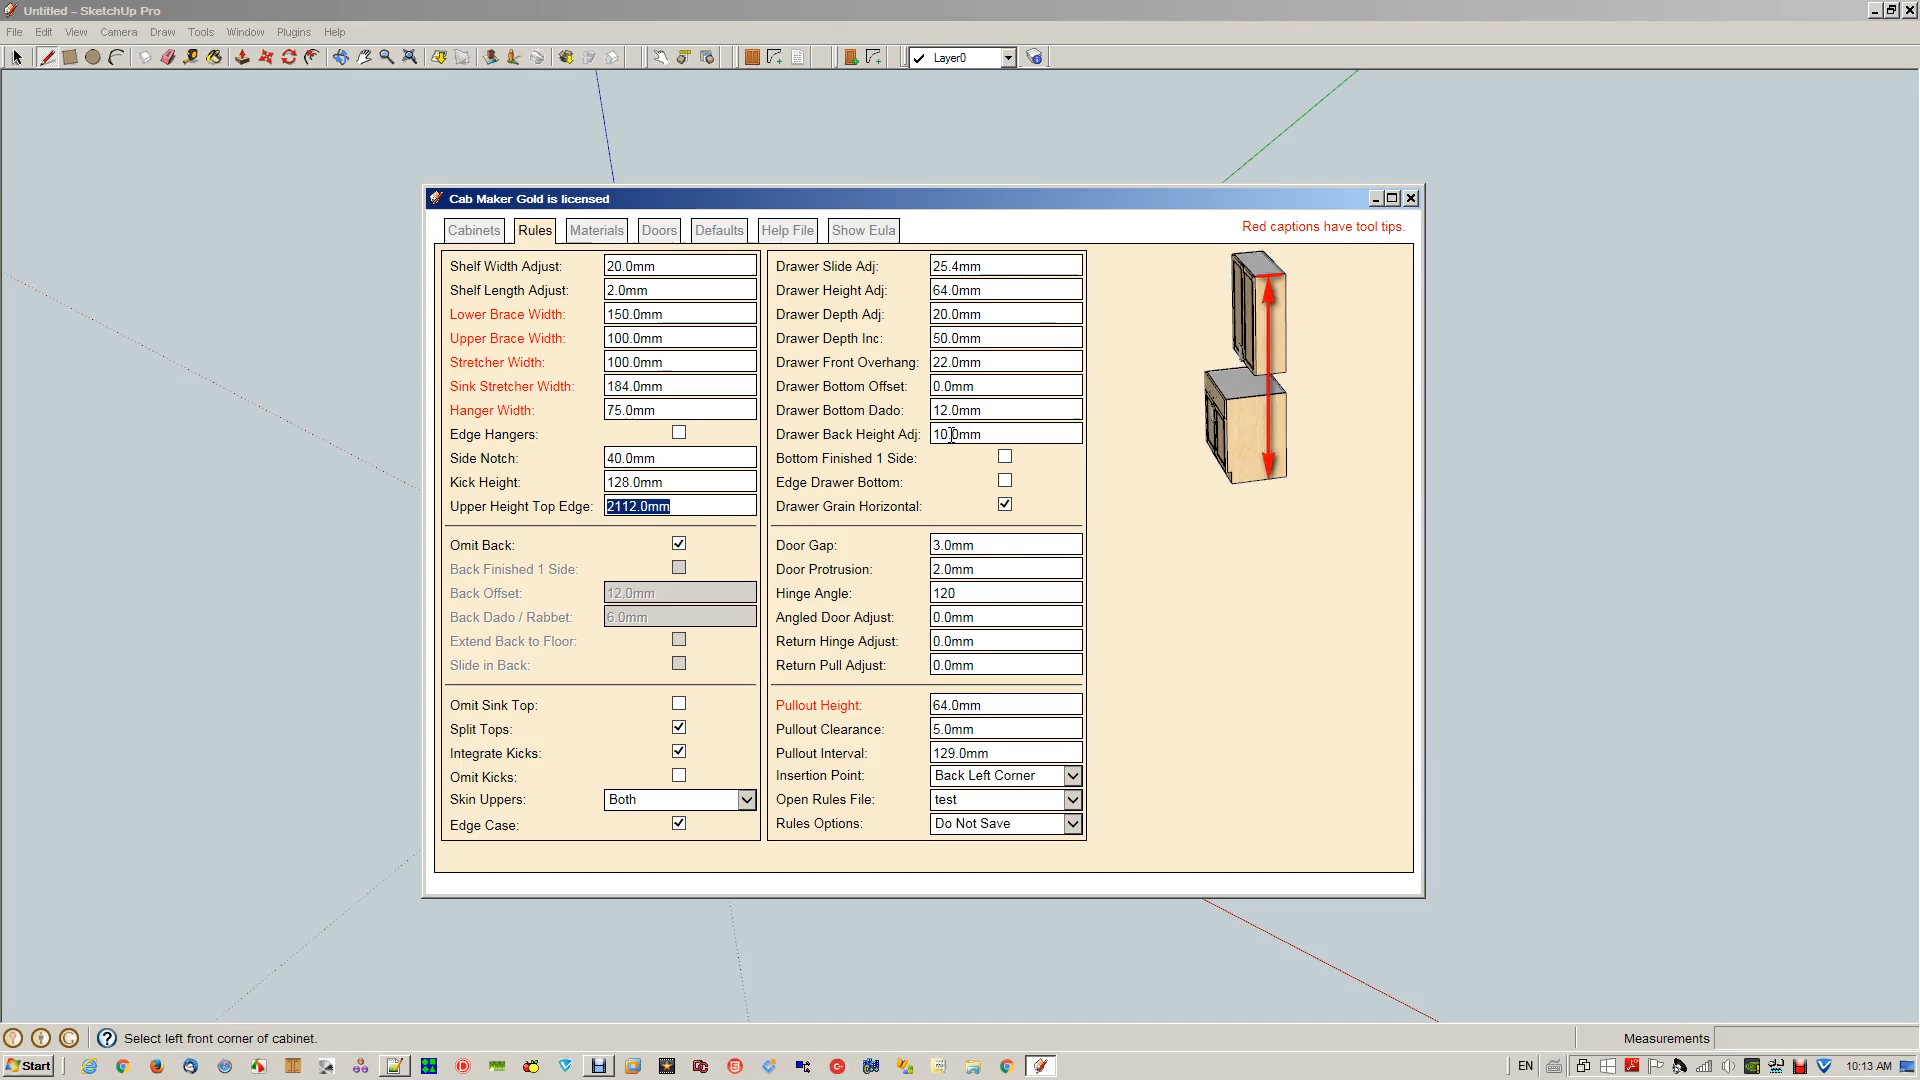 Untitled - SketchUp Pro
File Edit View Camera Draw Tools Window Plugins Help
Layer0
Cab Maker Gold is licensed
Cabinets Rules Materials Doors Defaults Help File Show Eula
Red captions have tool tips.
Shelf Width Adjust: 20.0mm
Shelf Length Adjust: 2.0mm
Lower Brace Width: 150.0mm
Upper Brace Width: 100.0mm
Stretcher Width: 100.0mm
Sink Stretcher Width: 184.0mm
Hanger Width: 75.0mm
Edge Hangers:
Side Notch: 40.0mm
Kick Height: 128.0mm
Upper Height Top Edge: 2112.0mm
Omit Back:
Back Finished 1 Side:
Back Offset: 12.0mm
Back Dado / Rabbet: 6.0mm
Extend Back to Floor:
Slide in Back:
Omit Sink Top:
Split Tops:
Integrate Kicks:
Omit Kicks:
Skin Uppers: Both
Edge Case:
Drawer Slide Adj: 25.4mm
Drawer Height Adj: 64.0mm
Drawer Depth Adj: 20.0mm
Drawer Depth Inc: 50.0mm
Drawer Front Overhang: 22.0mm
Drawer Bottom Offset: 0.0mm
Drawer Bottom Dado: 12.0mm
Drawer Back Height Adj: 10.0mm
Bottom Finished 1 Side:
Edge Drawer Bottom:
Drawer Grain Horizontal:
Door Gap: 3.0mm
Door Protrusion: 2.0mm
Hinge Angle: 120
Angled Door Adjust: 0.0mm
Return Hinge Adjust: 0.0mm
Return Pull Adjust: 0.0mm
Pullout Height: 64.0mm
Pullout Clearance: 5.0mm
Pullout Interval: 129.0mm
Insertion Point: Back Left Corner
Open Rules File: test
Rules Options: Do Not Save
Select left front corner of cabinet.
Measurements
Start
EN
10:13 AM